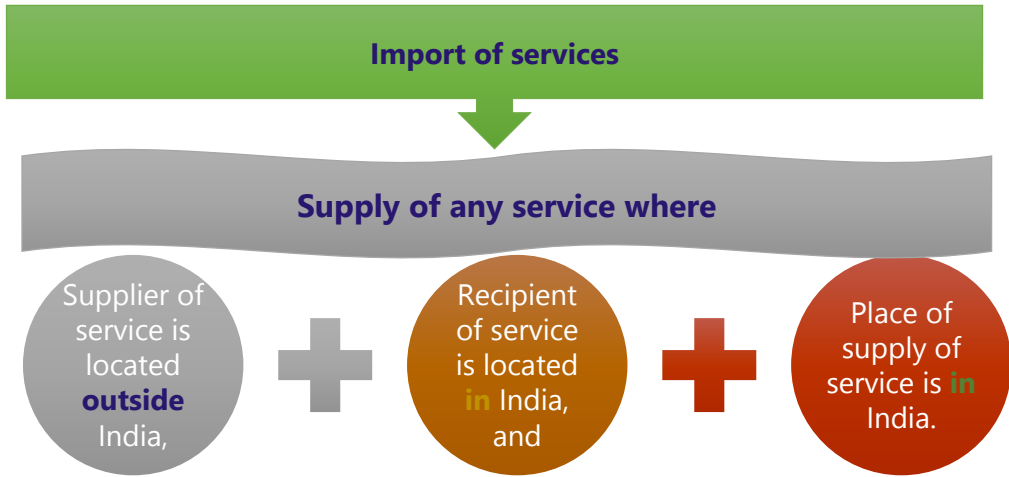 Import of services
Supply of any service where
Supplier of
service is
located
outside
India,
Recipient
of service
is located
in India,
and
Place of
supply of
service is in
India.